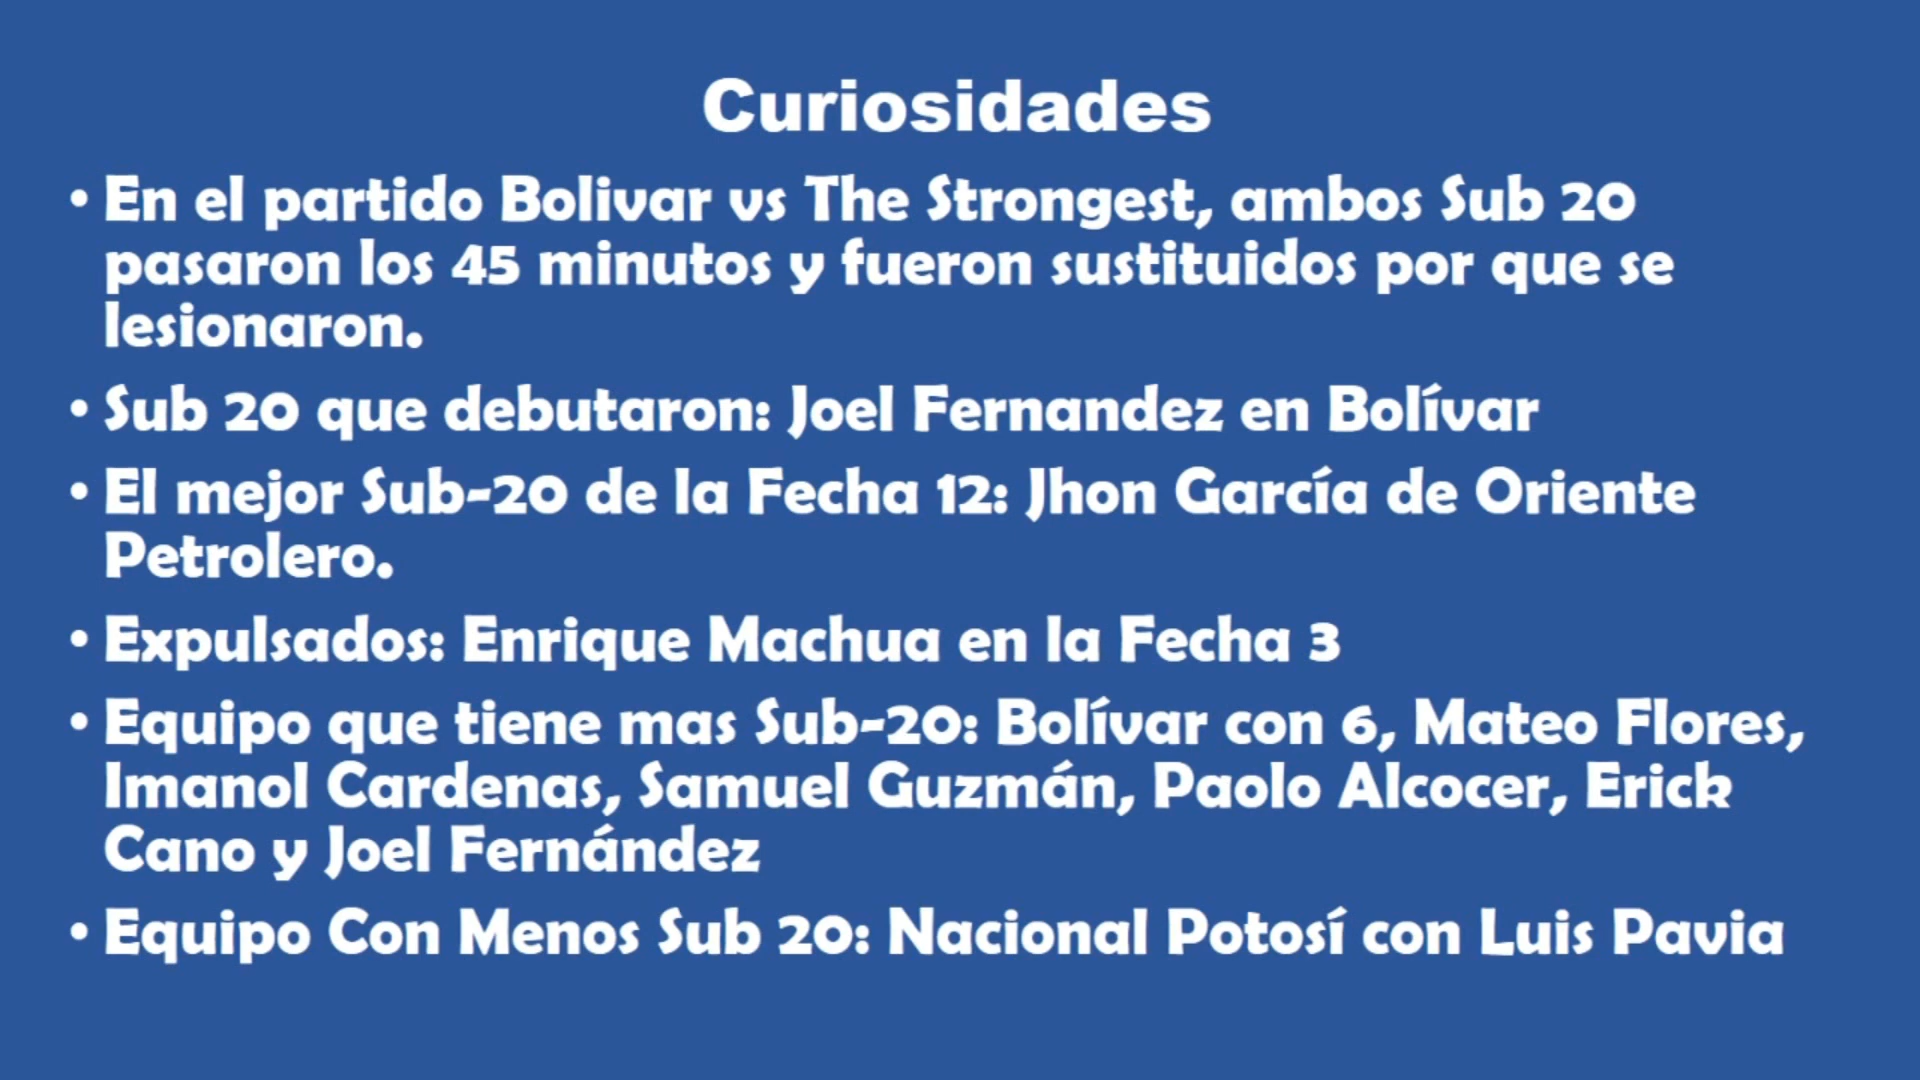 Curiosidades
• En el partido Bolivar vs The Strongest, ambos Sub 20
pasaron los 45 minutos y fueron sustituidos por que se
lesionaron.
• Sub 20 que debutaron: Joel Fernandez en Bolívar
• El mejor Sub-20 de la Fecha 12: Jhon García de Oriente
Petrolero.
• Expulsados: Enrique Machua en la Fecha 3
• Equipo que tiene mas Sub-20: Bolívar con 6, Mateo Flores,
Imanol Cardenas, Samuel Guzmán, Paolo Alcocer, Erick
Cano y Joel Fernández
• Equipo Con Menos Sub 20: Nacional Potosí con Luis Pavia